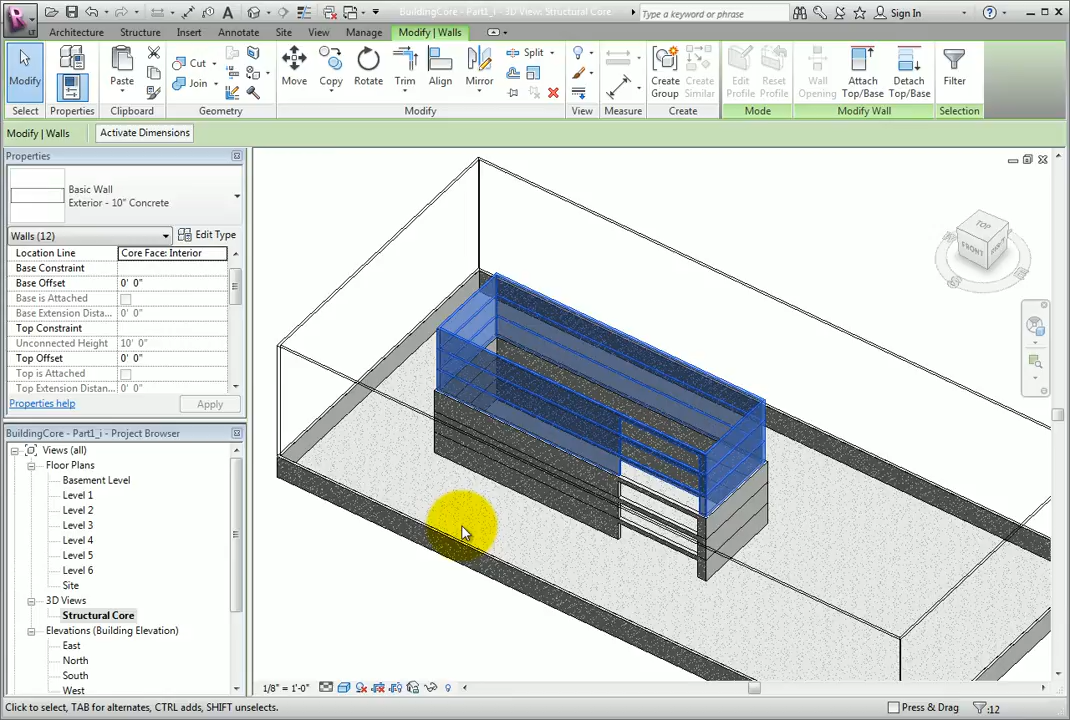 BuildingCore - Part1_i - 3D View: Structural Core
Type a keyword or phrase
Sign In
LT
Architecture
Structure
Insert
Annotate
Site
View
Manage
Modify | Walls
Modify
Paste
Cut
Join
Move
Copy
Rotate
Trim
Align
Mirror
Split
Create Group
Create Similar
Edit Profile
Reset Profile
Wall Opening
Attach Top/Base
Detach Top/Base
Filter
Select
Properties
Clipboard
Geometry
Modify
View
Measure
Create
Mode
Modify Wall
Selection
Modify | Walls
Activate Dimensions
Properties
Basic Wall
Exterior - 10" Concrete
Walls (12)
Edit Type
Location Line
Core Face: Interior
Base Constraint
Base Offset
0' 0"
Base is Attached
Base Extension Dista...
0' 0"
Top Constraint
Unconnected Height
10' 0"
Top Offset
0' 0"
Top is Attached
Top Extension Distan...
0' 0"
Properties help
Apply
BuildingCore - Part1_i - Project Browser
Views (all)
Floor Plans
Basement Level
Level 1
Level 2
Level 3
Level 4
Level 5
Level 6
Site
3D Views
Structural Core
Elevations (Building Elevation)
East
North
South
West
TOP
FRONT
1/8" = 1'-0"
Click to select, TAB for alternates, CTRL adds, SHIFT unselects.
Press & Drag
:12